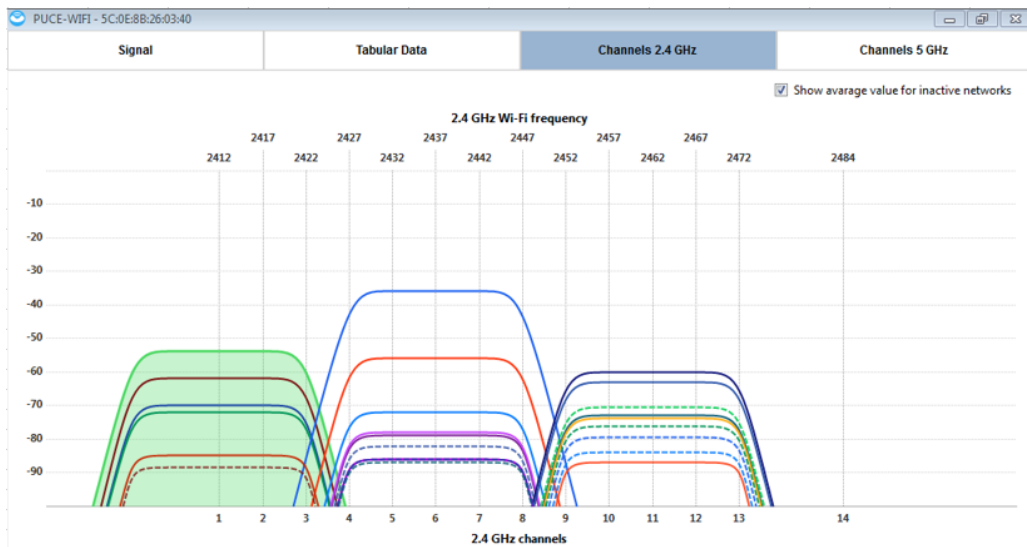 PUCE-WIFI - 5C:0E:8B:26:03:40
Signal Tabular Data Channels 2.4 GHz Channels 5 GHz
Show avarage value for inactive networks
2.4 GHz Wi-Fi frequency
2417 2427 2437 2447 2457 2467
2412 2422 2432 2442 2452 2462 2472 2484
-10
-20
-30
-40
-50
-60
-70
-80
-90
1 2 3 4 5 6 7 8 9 10 11 12 13 14
2.4 GHz channels